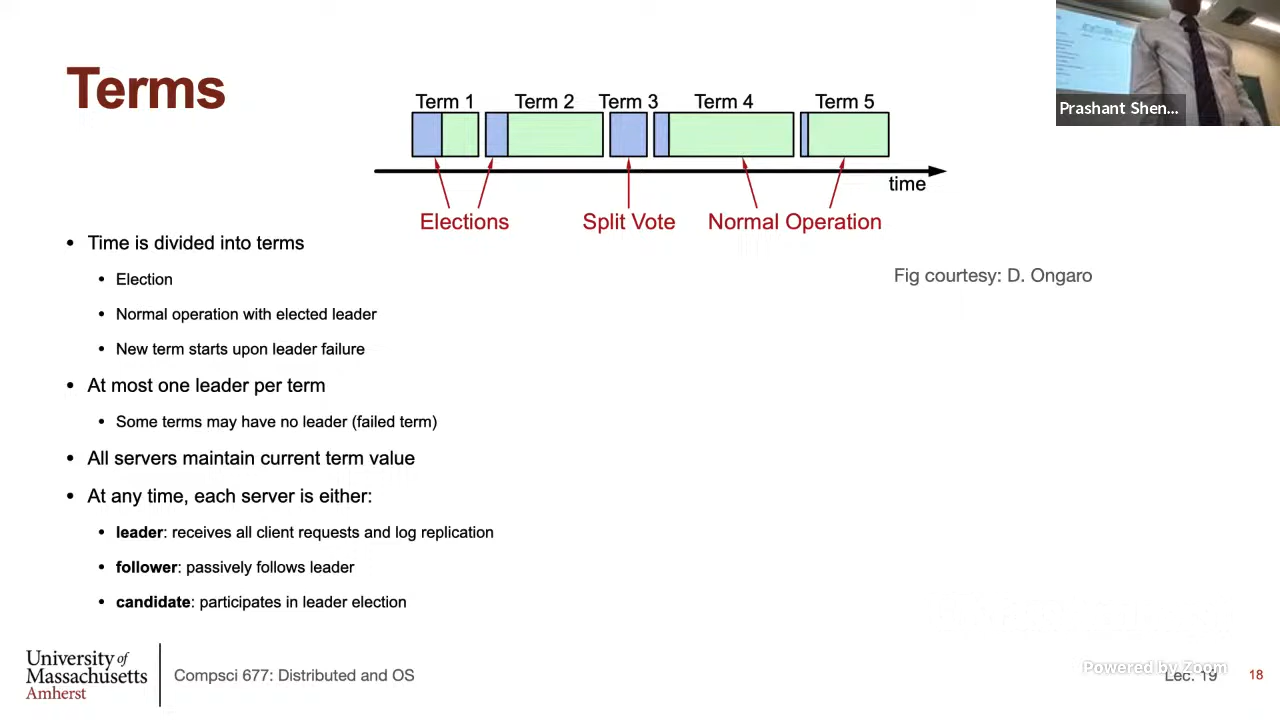 Terms
Term 1 Term 2 Term 3 Term 4 Term 5
time
Elections Split Vote Normal Operation
Fig courtesy: D. Ongaro
Prashant Shen...
• Time is divided into terms
• Election
• Normal operation with elected leader
• New term starts upon leader failure
• At most one leader per term
• Some terms may have no leader (failed term)
• All servers maintain current term value
• At any time, each server is either:
• leader: receives all client requests and log replication
• follower: passively follows leader
• candidate: participates in leader election
University of
Massachusetts
Amherst
Compsci 677: Distributed and OS
Powered by Zoom
Lec. 19
18